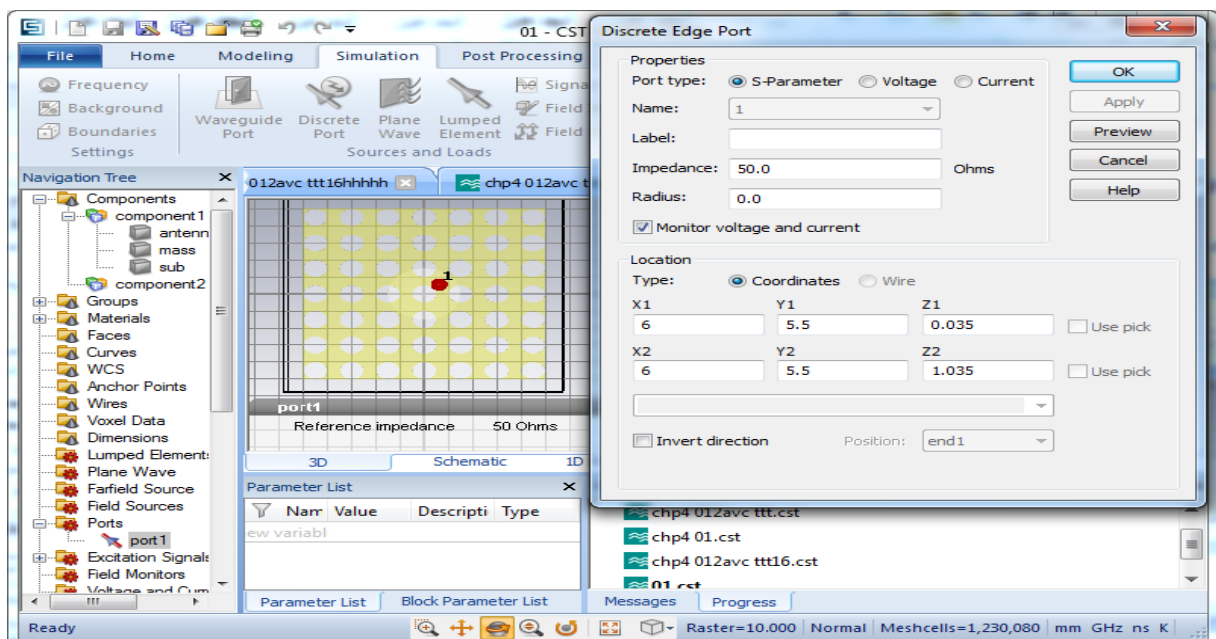 01 - CST
File Home Modeling Simulation Post Processing
Frequency
Background
Boundaries
Settings
Waveguide Port
Discrete Port
Plane Wave
Lumped Element
Signa
Field
Field
Sources and Loads
Navigation Tree
Components
component1
antenn
mass
sub
component2
Groups
Materials
Faces
Curves
WCS
Anchor Points
Wires
Voxel Data
Dimensions
Lumped Element
Plane Wave
Farfield Source
Field Sources
Ports
port1
Excitation Signals
Field Monitors
Voltage and Curr
012avc ttt16hhhhh
chp4 012avc t
1
port1
Reference impedance 50 Ohms
3D Schematic 1D
Parameter List
Nam Value Descripti Type
ew variabl
Parameter List Block Parameter List
Discrete Edge Port
Properties
Port type: S-Parameter Voltage Current
Name: 1
Label:
Impedance: 50.0 Ohms
Radius: 0.0
Monitor voltage and current
OK
Apply
Preview
Cancel
Help
Location
Type: Coordinates Wire
X1 Y1 Z1
6 5.5 0.035 Use pick
X2 Y2 Z2
6 5.5 1.035 Use pick
Invert direction Position: end1
chp4 012avc ttt.cst
chp4 01.cst
chp4 012avc ttt16.cst
01.cst
Messages Progress
Ready Raster=10.000 Normal Meshcells=1,230,080 mm GHz ns K